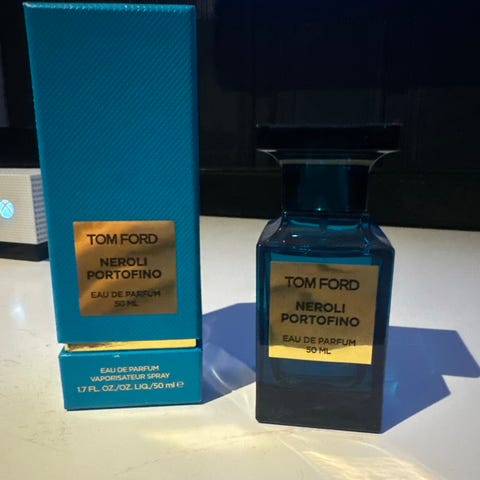 TOM FORD
NEROLI
PORTOFINO
EAU DE PARFUM
50 ML
EAU DE PARFUM
VAPORISATEUR SPRAY
1.7 FL. OZ./OZ. LIQ./50 ml e
TOM FORD
NEROLI
PORTOFINO
EAU DE PARFUM
50 ML